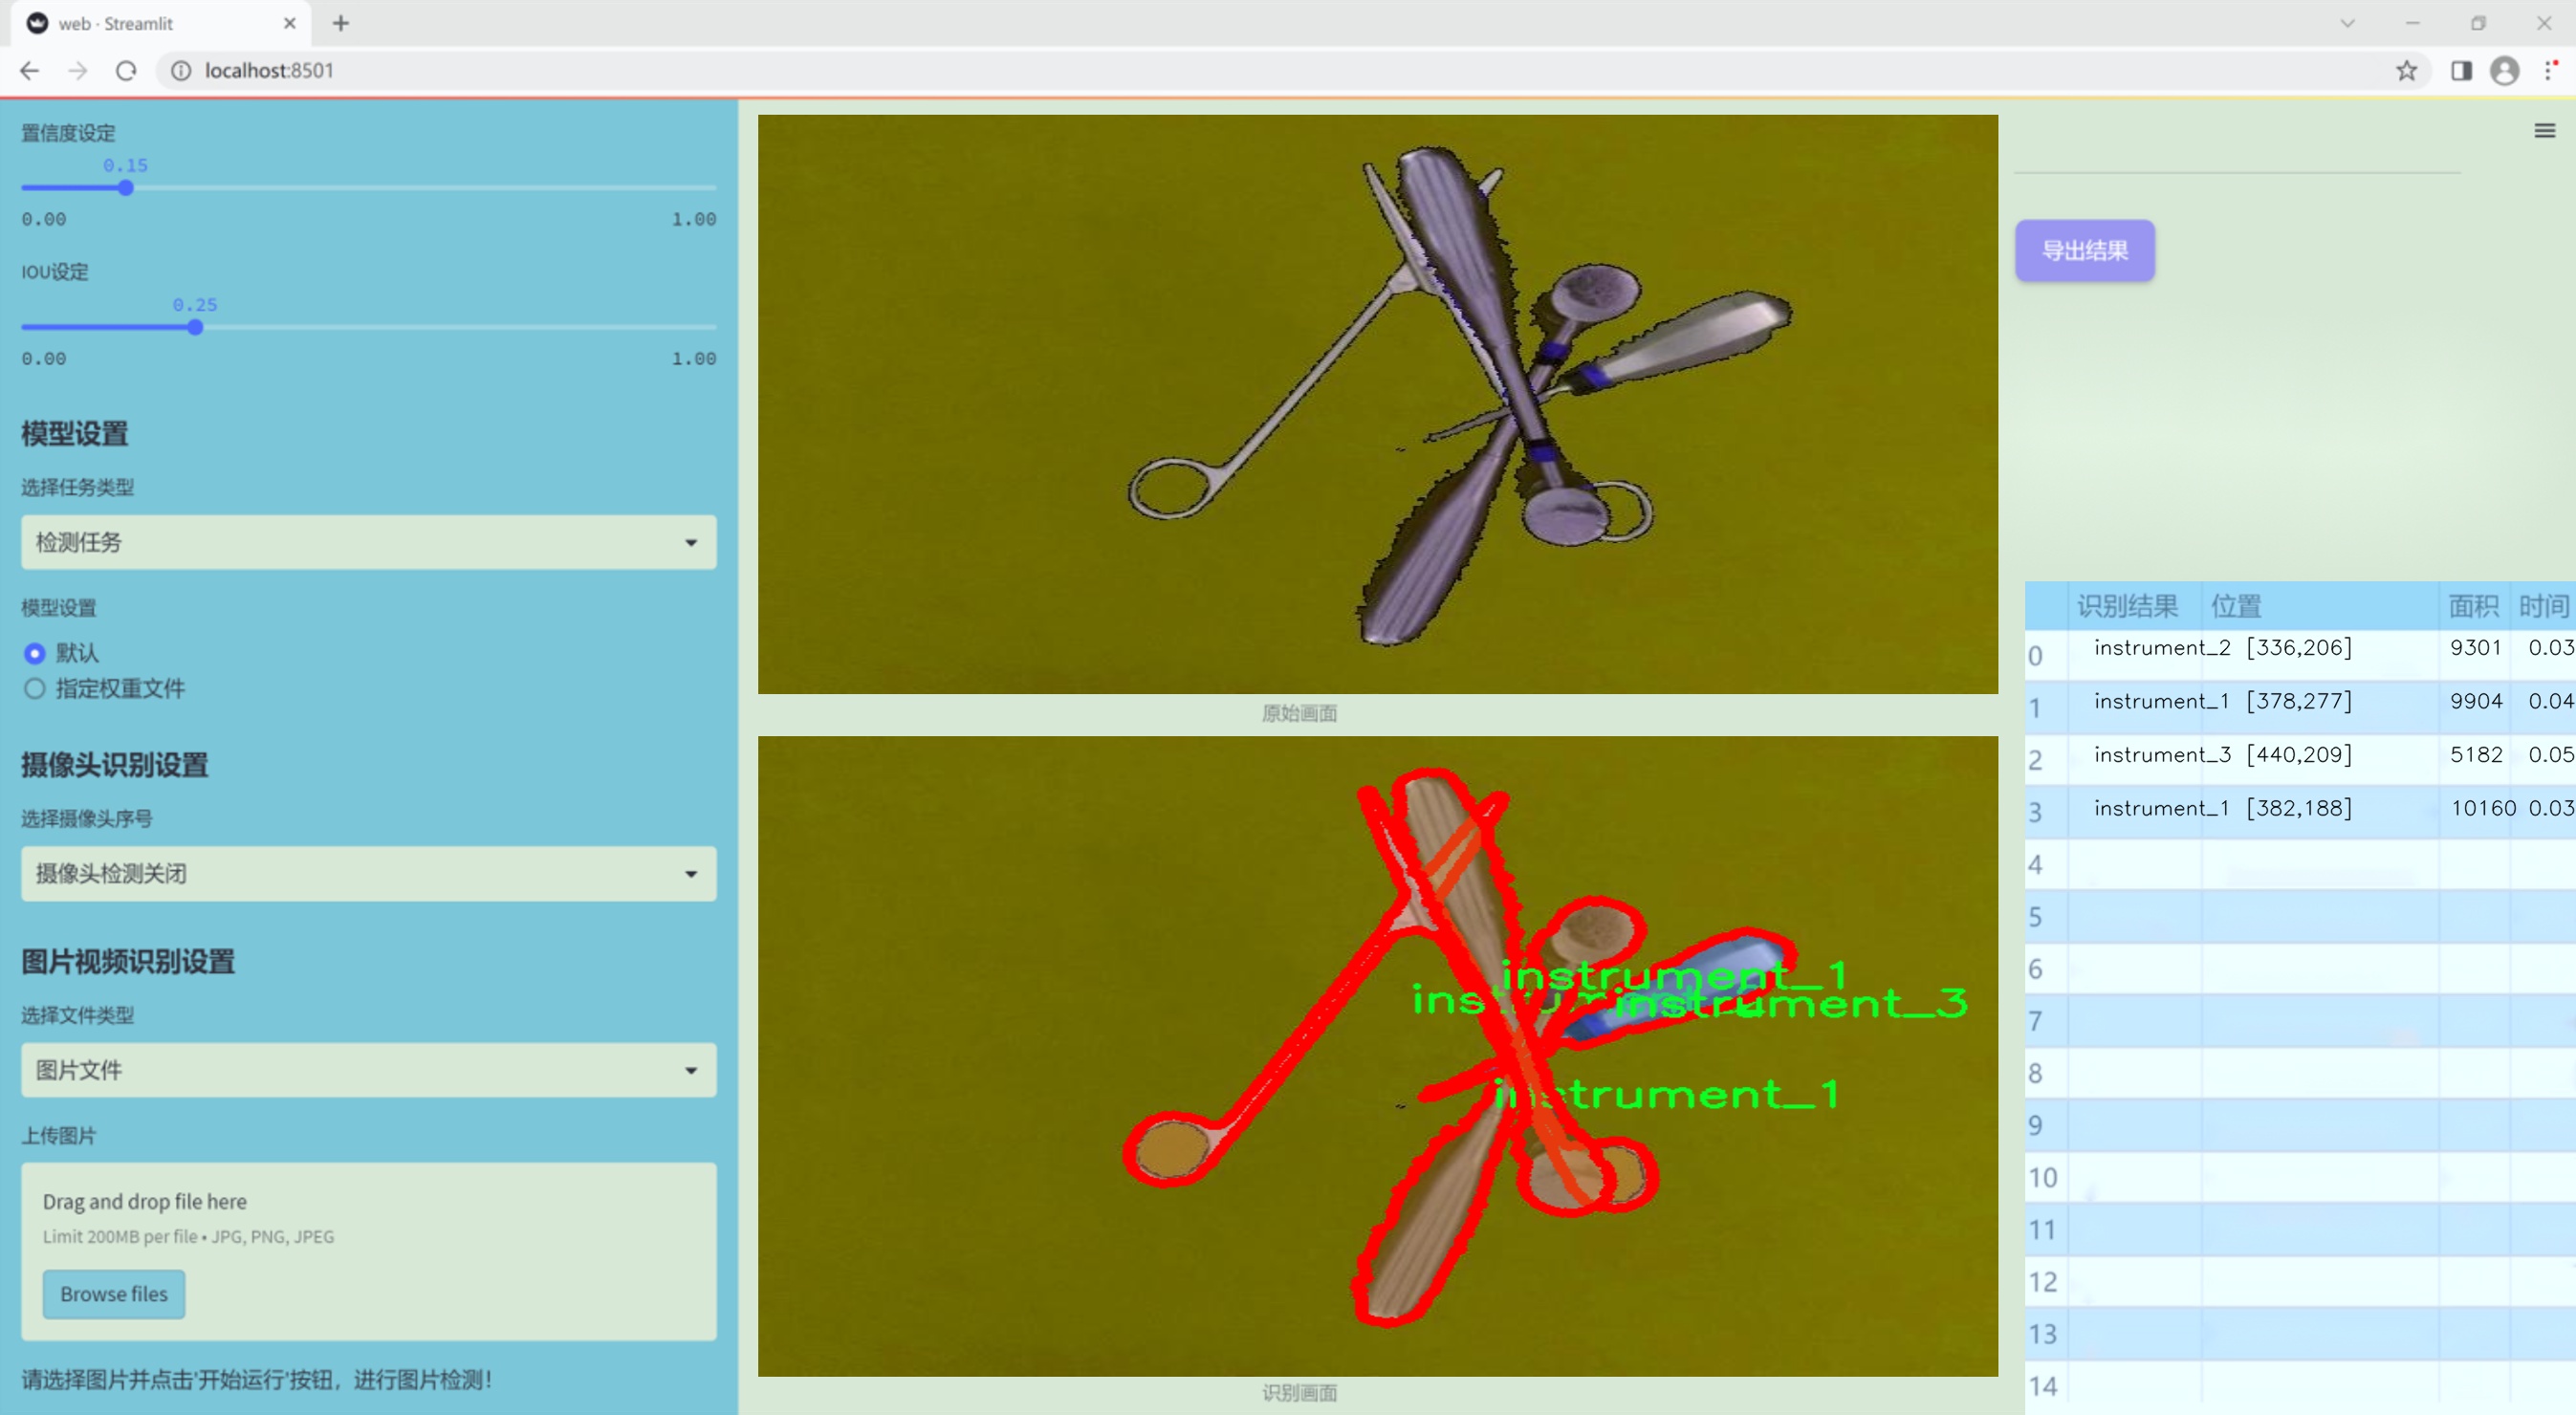 web · Streamlit
localhost:8501
置信度设定
0.15
0.00 1.00
IOU设定
0.25
0.00 1.00
模型设置
选择任务类型
检测任务
模型设置
默认
指定权重文件
摄像头识别设置
选择摄像头序号
摄像头检测关闭
图片视频识别设置
选择文件类型
图片文件
上传图片
Drag and drop file here
Limit 200MB per file • JPG, PNG, JPEG
Browse files
请选择图片并点击'开始运行'按钮，进行图片检测!
原始画面
instrument_1
instrument_3
instrument_1
识别画面
导出结果
识别结果 位置 面积 时间
0 instrument_2 [336,206] 9301 0.03
1 instrument_1 [378,277] 9904 0.04
2 instrument_3 [440,209] 5182 0.05
3 instrument_1 [382,188] 10160 0.03
4
5
6
7
8
9
10
11
12
13
14